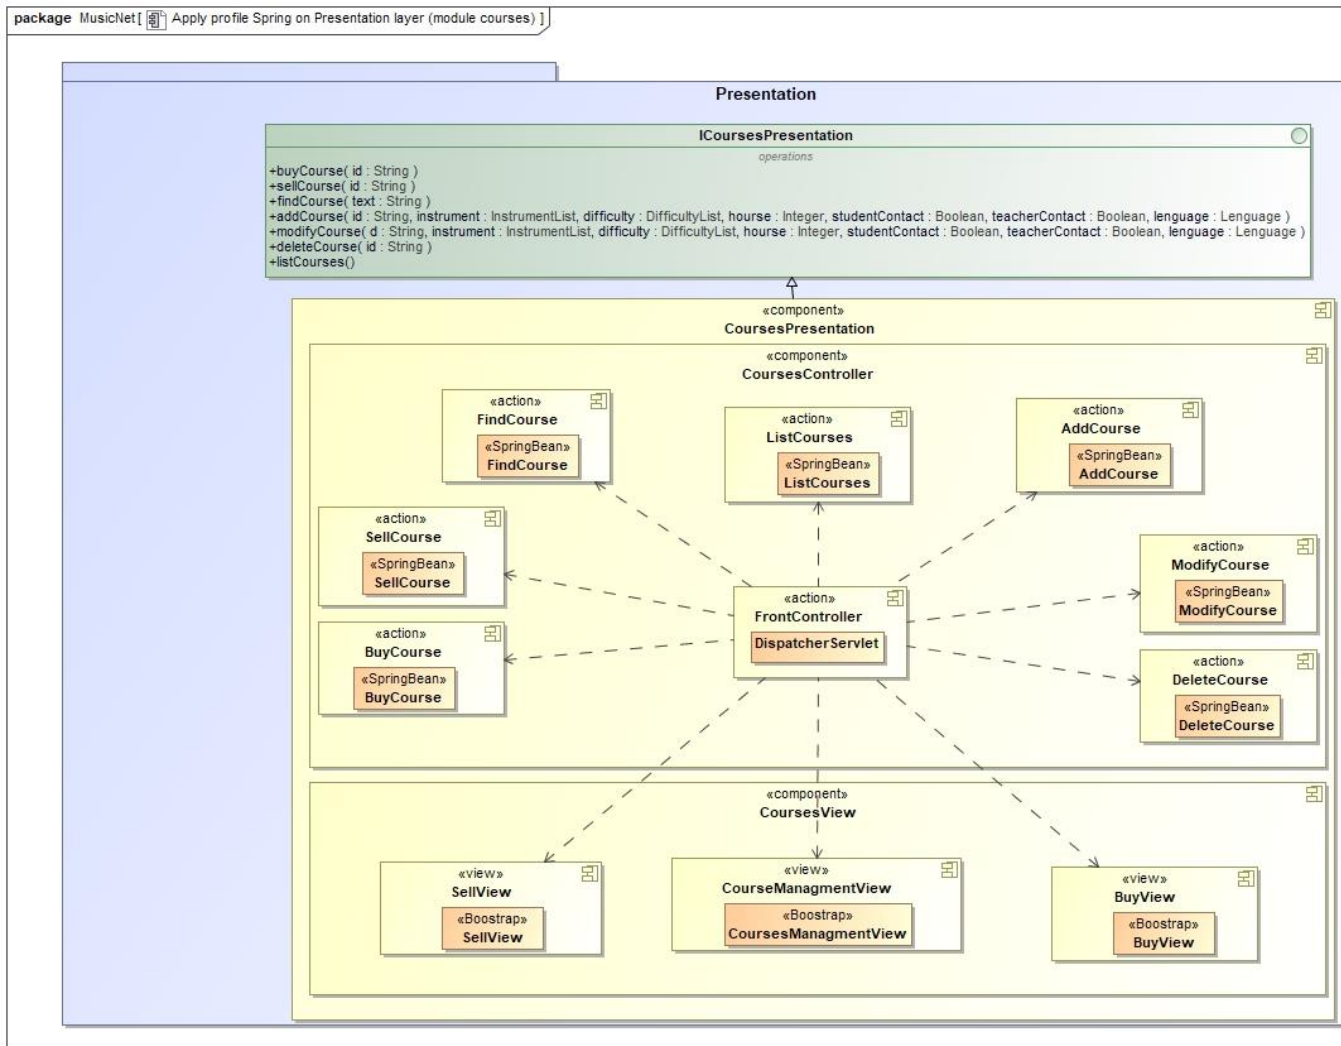 package MusicNet [ Apply profile Spring on Presentation layer (module courses) ]
Presentation
ICoursesPresentation
operations
+buyCourse( id : String )
+sellCourse( id : String )
+findCourse( text : String )
+addCourse( id : String, instrument : InstrumentList, difficulty : DifficultyList, hourse : Integer, studentContact : Boolean, teacherContact : Boolean, lenguage : Lenguage )
+modifyCourse( d : String, instrument : InstrumentList, difficulty : DifficultyList, hourse : Integer, studentContact : Boolean, teacherContact : Boolean, lenguage : Lenguage )
+deleteCourse( id : String )
+listCourses()
«component»
CoursesPresentation
«component»
CoursesController
«action»
FindCourse
«SpringBean»
FindCourse
«action»
ListCourses
«SpringBean»
ListCourses
«action»
AddCourse
«SpringBean»
AddCourse
«action»
SellCourse
«SpringBean»
SellCourse
«action»
ModifyCourse
«SpringBean»
ModifyCourse
«action»
FrontController
DispatcherServlet
«action»
BuyCourse
«SpringBean»
BuyCourse
«action»
DeleteCourse
«SpringBean»
DeleteCourse
«component»
CoursesView
«view»
SellView
«Boostrap»
SellView
«view»
CourseManagmentView
«Boostrap»
CoursesManagmentView
«view»
BuyView
«Boostrap»
BuyView